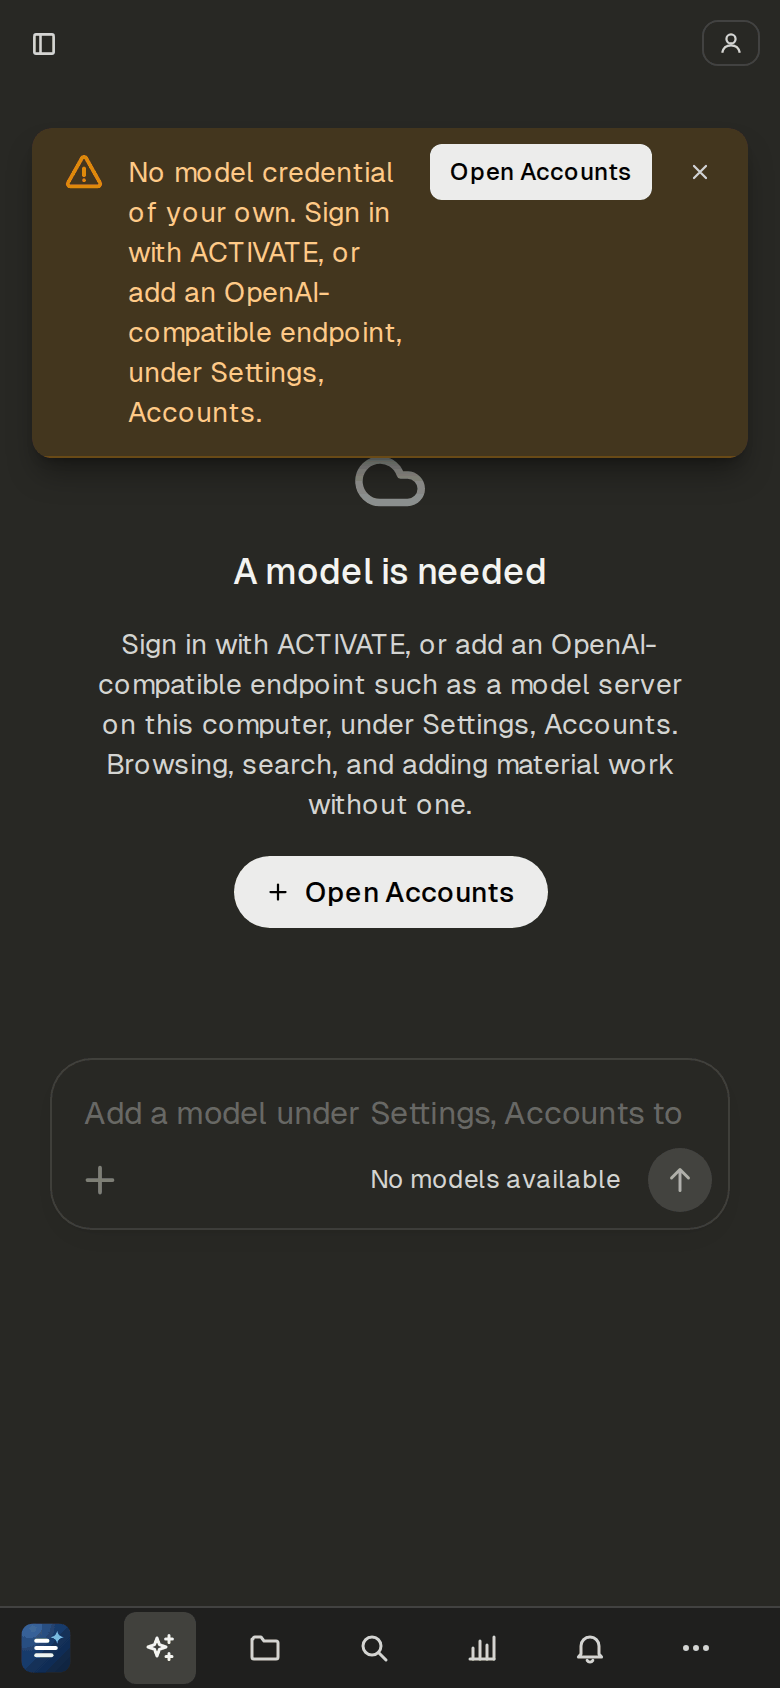 No model credential
of your own. Sign in
with ACTIVATE, or
add an OpenAI-
compatible endpoint,
under Settings,
Accounts.
Open Accounts
A model is needed
Sign in with ACTIVATE, or add an OpenAI-
compatible endpoint such as a model server
on this computer, under Settings, Accounts.
Browsing, search, and adding material work
without one.
Open Accounts
Add a model under Settings, Accounts to
No models available